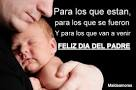 Para los que estan,
para los que se fueron
Y para los que van a venir
FELIZ DIA DEL PADRE